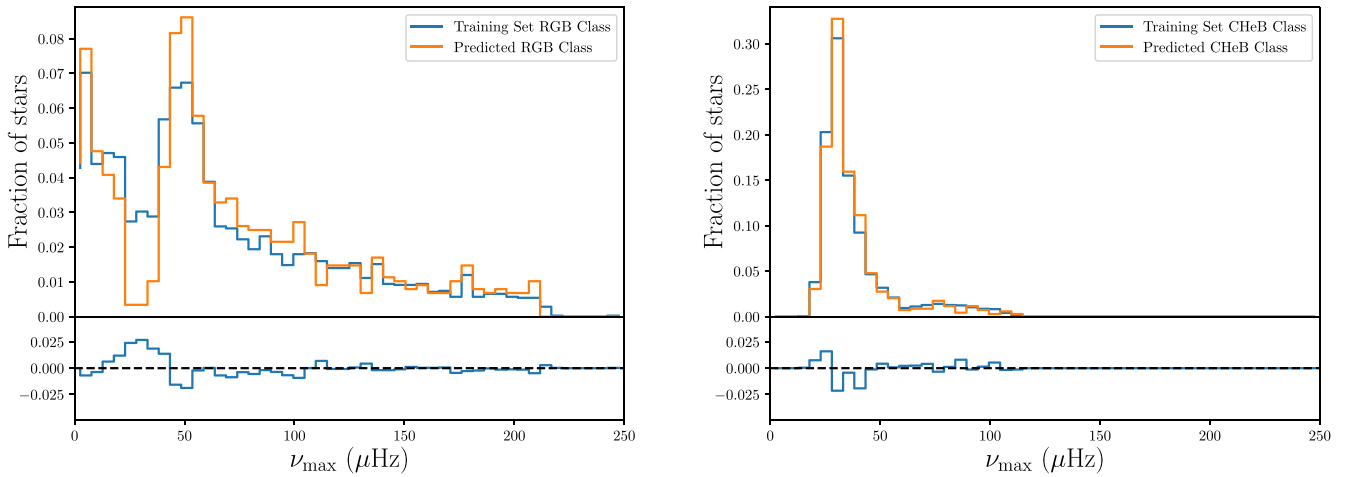 Training Set RGB Class
Predicted RGB Class
Fraction of stars
0.08
0.07
0.06
0.05
0.04
0.03
0.02
0.01
0.00
0.025
0.000
−0.025
0 50 100 150 200 250
ν_max (μHz)
Training Set CHeB Class
Predicted CHeB Class
Fraction of stars
0.30
0.25
0.20
0.15
0.10
0.05
0.00
0.025
0.000
−0.025
0 50 100 150 200 250
ν_max (μHz)